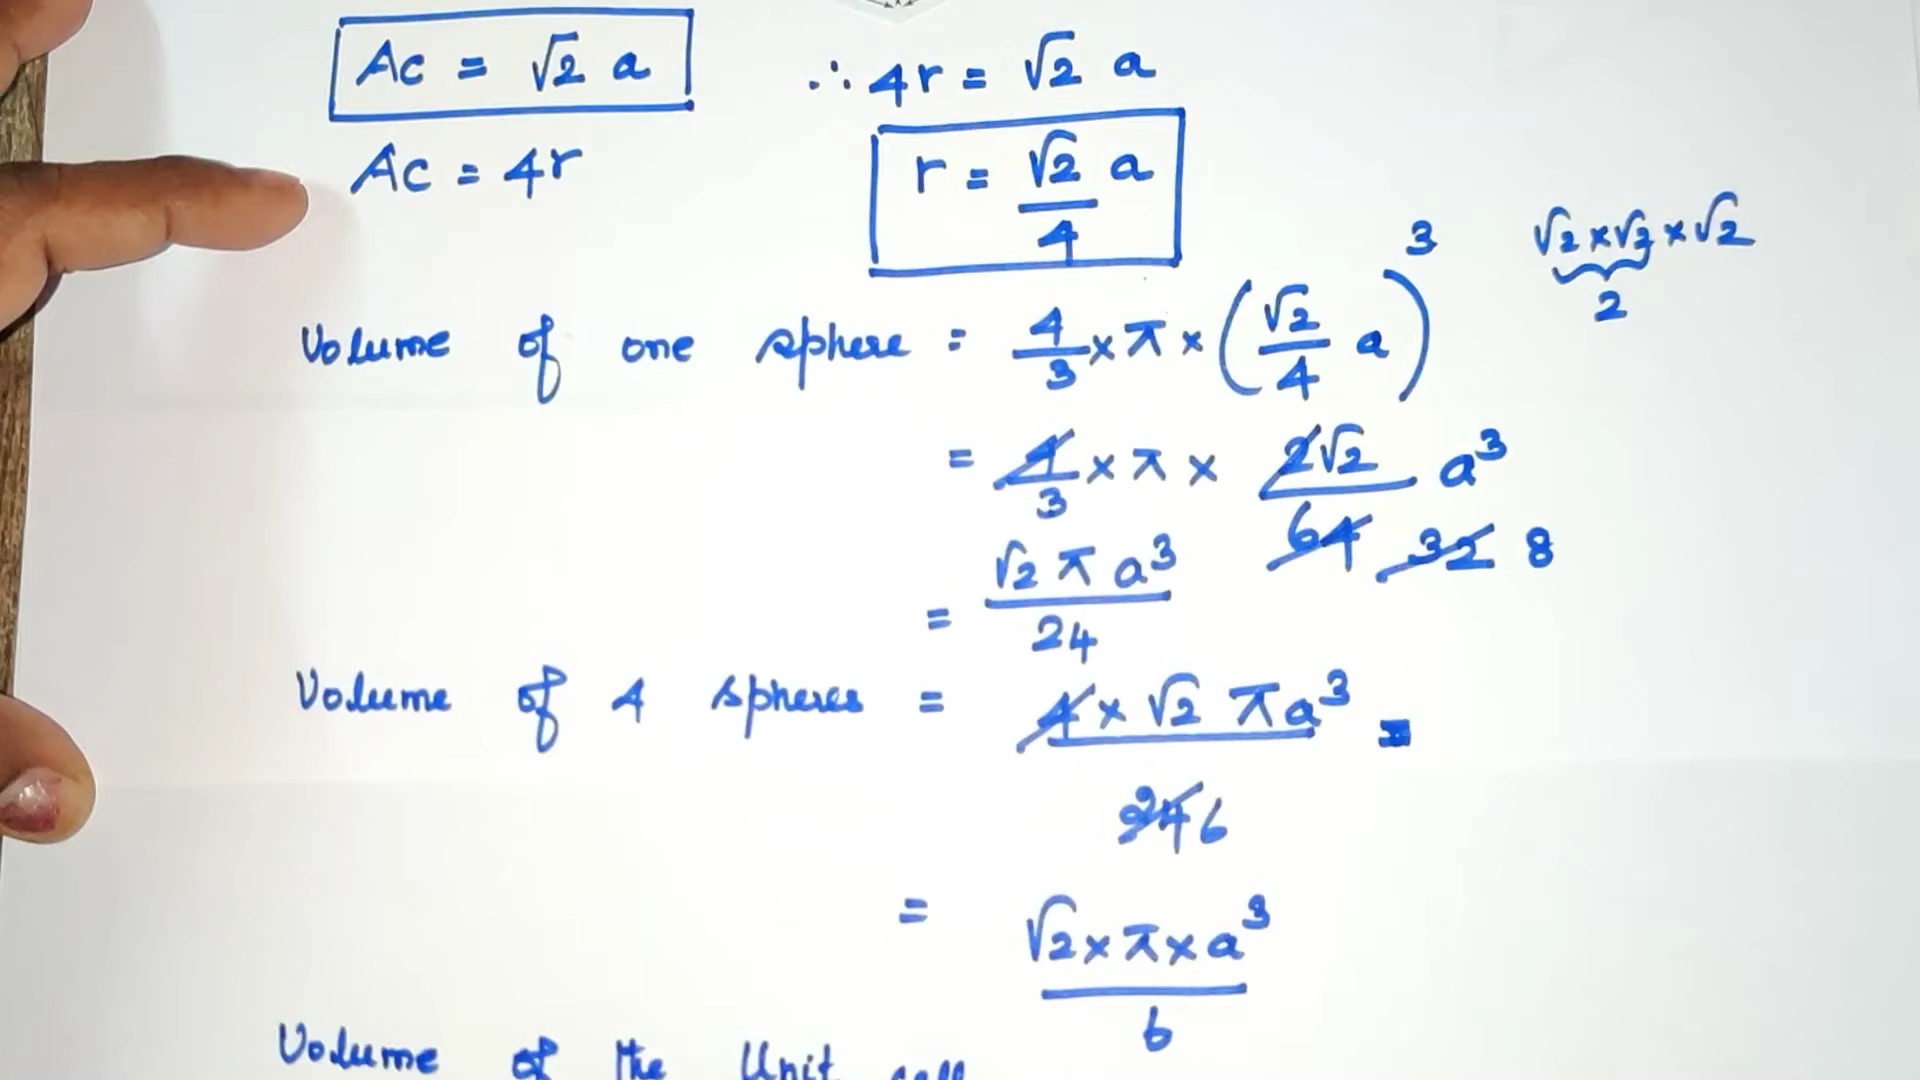 AC = √2 a
∴ 4r = √2 a
AC = 4r
r = √2/4 a
√2 × √2 × √2
2
Volume of one sphere = 4/3 × π × (√2/4 a)³
= 4/3 × π × 2√2/64 a³
32 8
= √2 π a³/24
Volume of 4 spheres = 4 × √2 π a³/24 6 =
= √2 × π × a³/6
Volume of the Unit cell